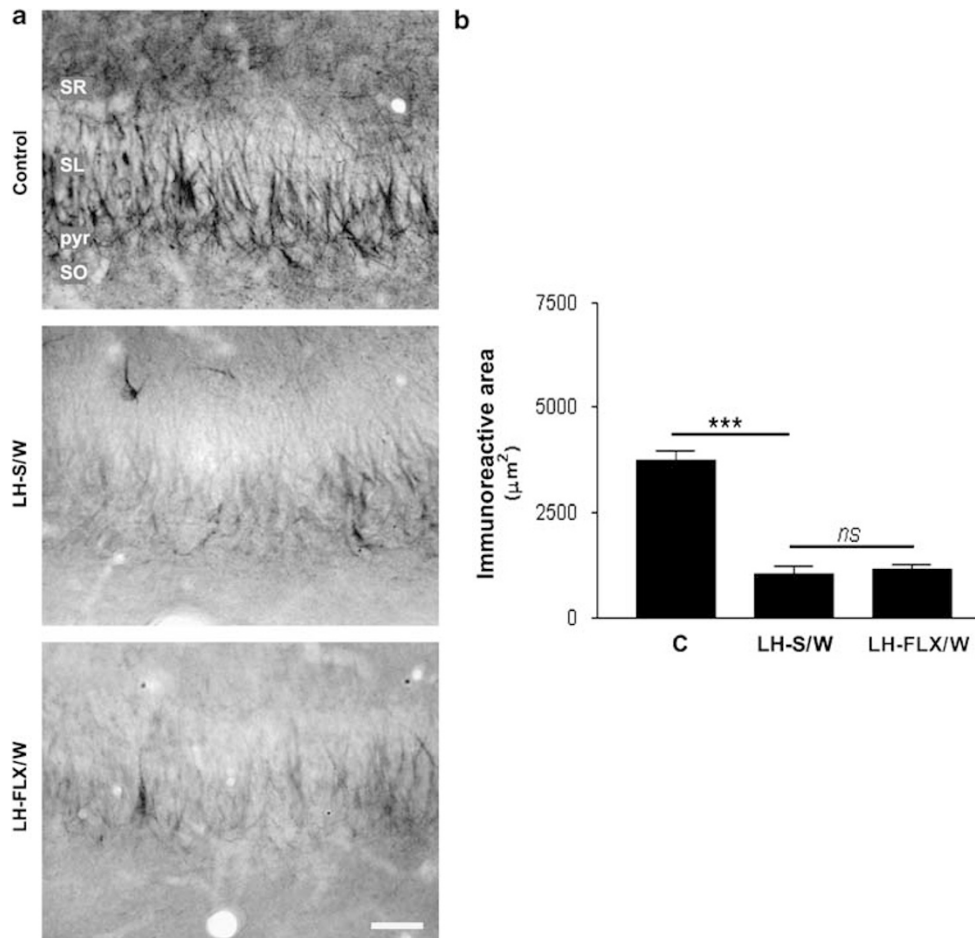 a
Control
SR
SL
pyr
SO
LH-S/W
LH-FLX/W
b
Immunoreactive area
(μm²)
7500
5000
2500
0
***
ns
C
LH-S/W
LH-FLX/W